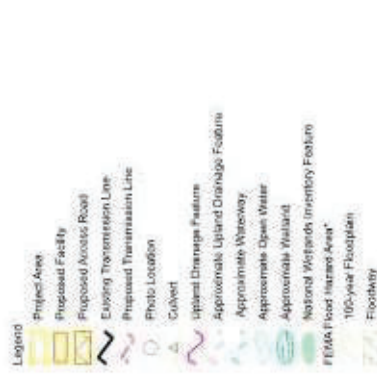 Legend
Project Area
Proposed Facility
Proposed Access Road
Existing Transmission Line
Proposed Transmission Line
Photo Location
Culvert
Upland Drainage Feature
Approximate Upland Drainage Feature
Approximate Waterway
Approximate Open Water
Approximate Wetland
National Wetlands Inventory Feature
FEMA Flood Hazard Area*
100-year Floodplain
Floodway